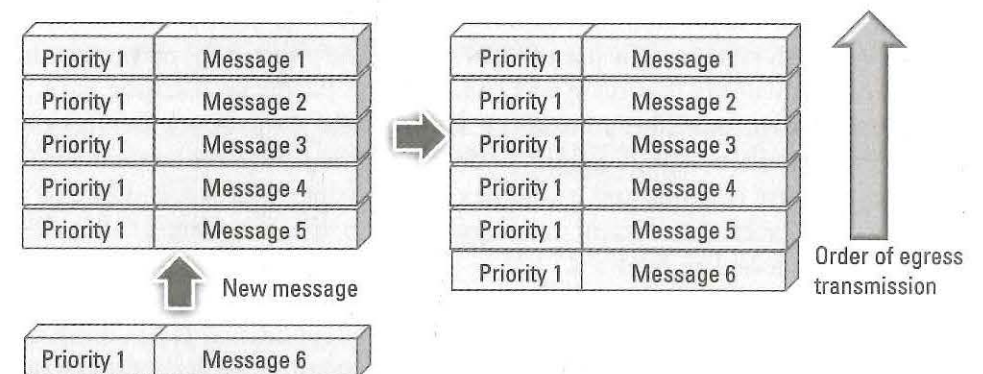 Priority 1 Message 1
Priority 1 Message 2
Priority 1 Message 3
Priority 1 Message 4
Priority 1 Message 5
New message
Priority 1 Message 6
Priority 1 Message 1
Priority 1 Message 2
Priority 1 Message 3
Priority 1 Message 4
Priority 1 Message 5
Priority 1 Message 6
Order of egress
transmission